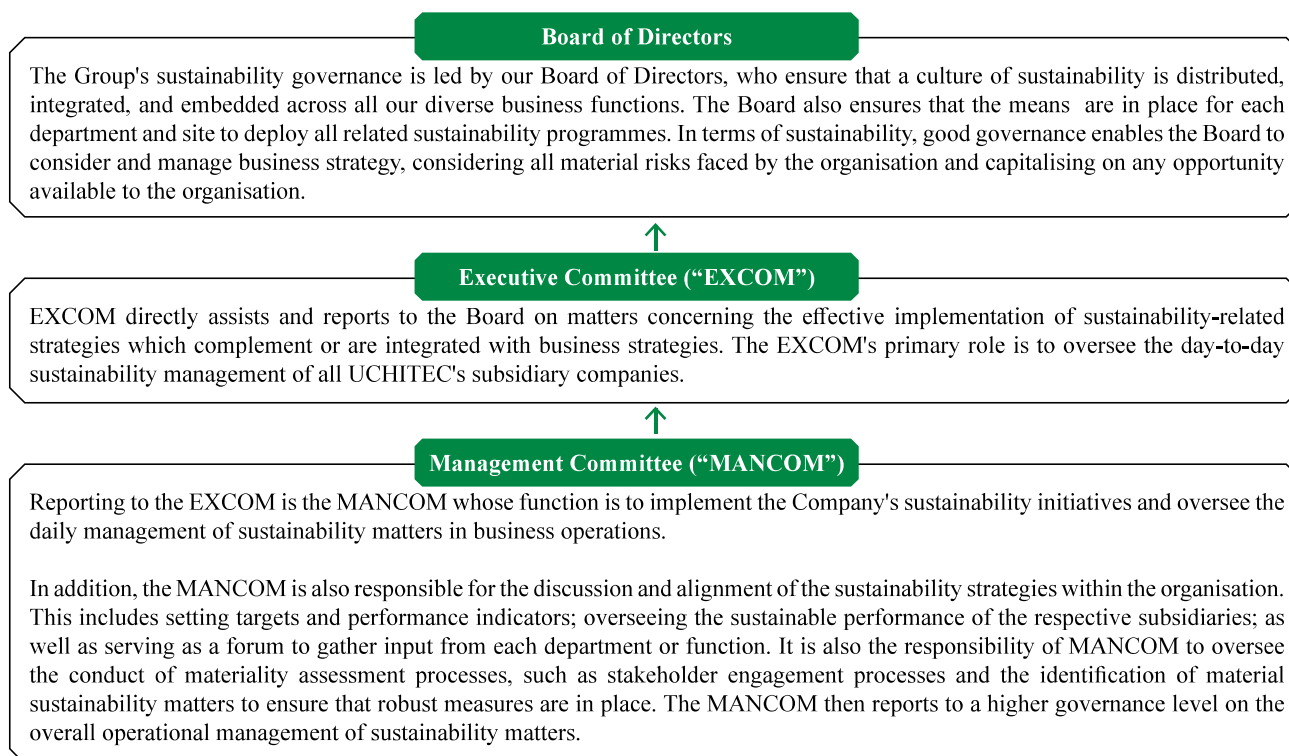 Board of Directors
The Group's sustainability governance is led by our Board of Directors, who ensure that a culture of sustainability is distributed,
integrated, and embedded across all our diverse business functions. The Board also ensures that the means are in place for each
department and site to deploy all related sustainability programmes. In terms of sustainability, good governance enables the Board to
consider and manage business strategy, considering all material risks faced by the organisation and capitalising on any opportunity
available to the organisation.
Executive Committee (“EXCOM”)
EXCOM directly assists and reports to the Board on matters concerning the effective implementation of sustainability-related
strategies which complement or are integrated with business strategies. The EXCOM's primary role is to oversee the day-to-day
sustainability management of all UCHITEC's subsidiary companies.
Management Committee (“MANCOM”)
Reporting to the EXCOM is the MANCOM whose function is to implement the Company's sustainability initiatives and oversee the
daily management of sustainability matters in business operations.
In addition, the MANCOM is also responsible for the discussion and alignment of the sustainability strategies within the organisation.
This includes setting targets and performance indicators; overseeing the sustainable performance of the respective subsidiaries; as
well as serving as a forum to gather input from each department or function. It is also the responsibility of MANCOM to oversee
the conduct of materiality assessment processes, such as stakeholder engagement processes and the identification of material
sustainability matters to ensure that robust measures are in place. The MANCOM then reports to a higher governance level on the
overall operational management of sustainability matters.